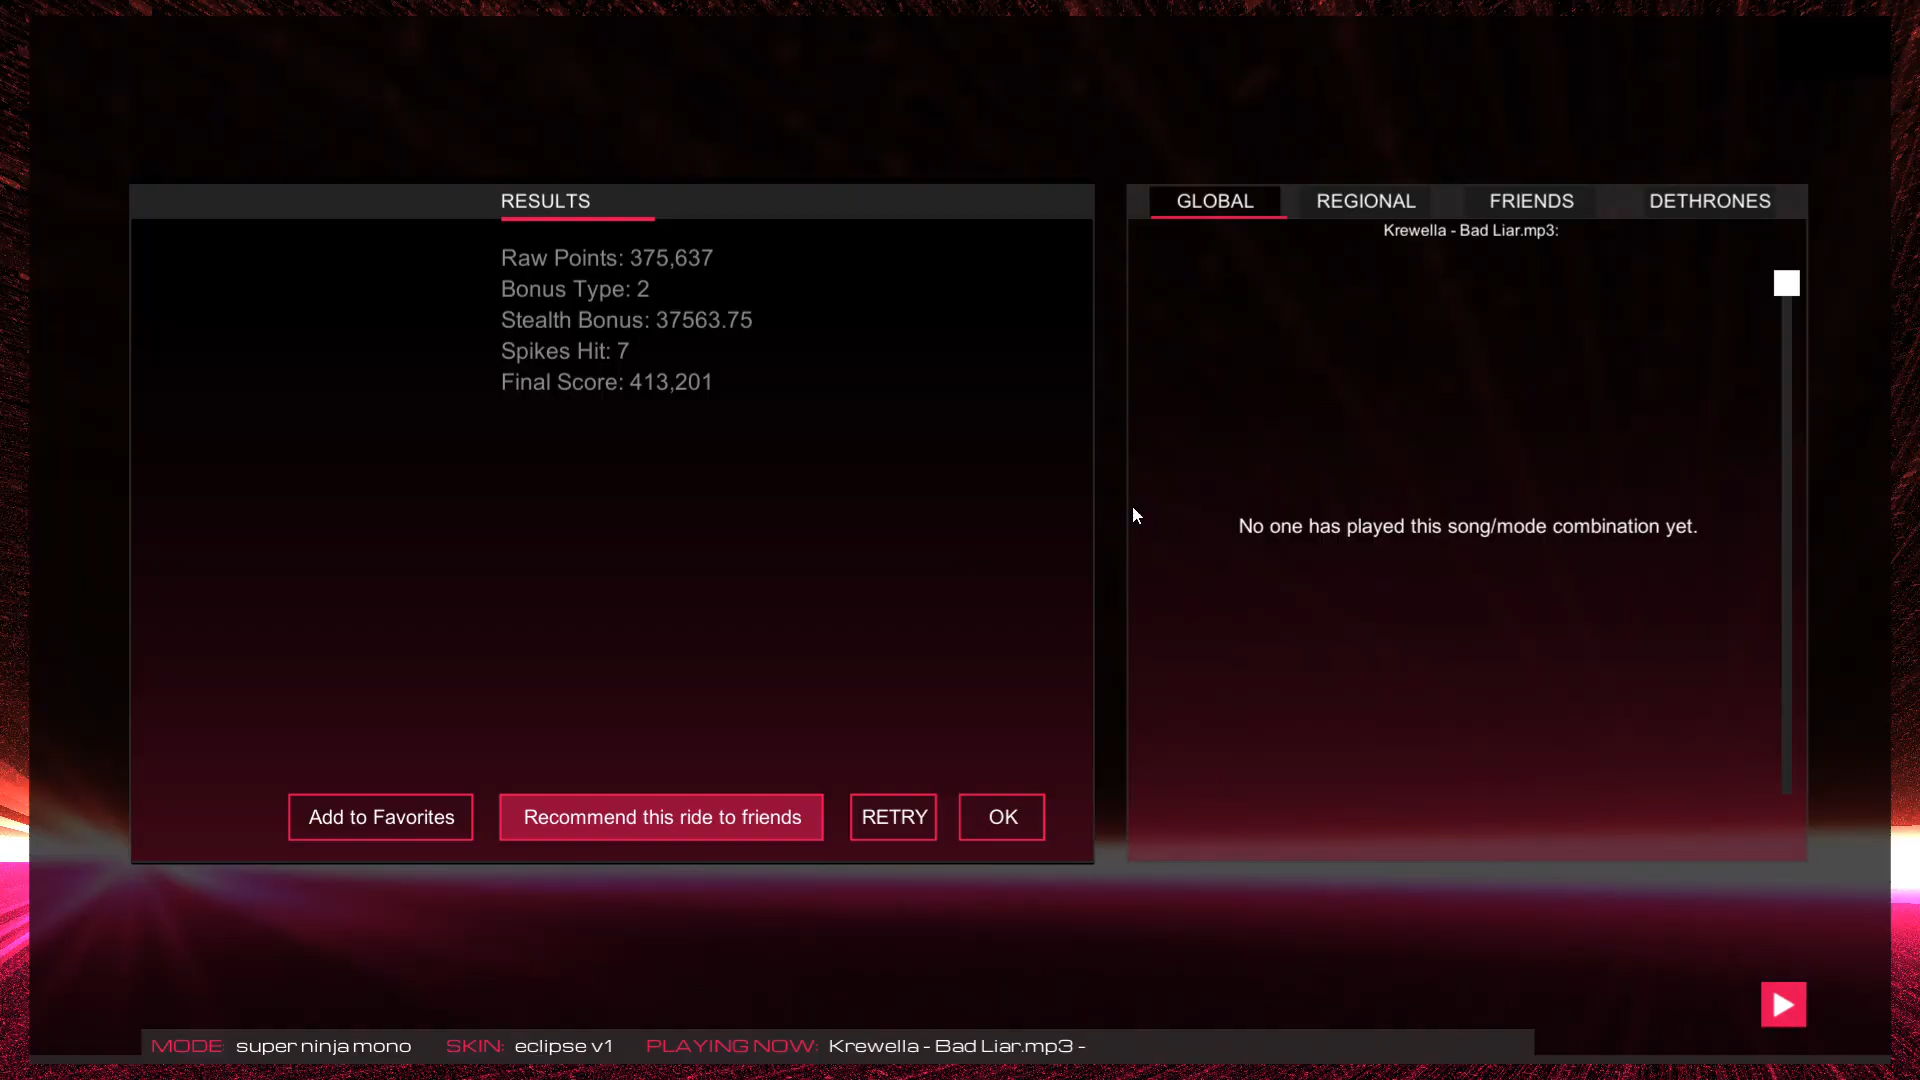 RESULTS
Raw Points: 375,637
Bonus Type: 2
Stealth Bonus: 37563.75
Spikes Hit: 7
Final Score: 413,201
Add to Favorites
Recommend this ride to friends
RETRY
OK
GLOBAL REGIONAL FRIENDS DETHRONES
Krewella - Bad Liar.mp3:
No one has played this song/mode combination yet.
MODE: super ninja mono SKIN: eclipse v1 PLAYING NOW: Krewella - Bad Liar.mp3 -